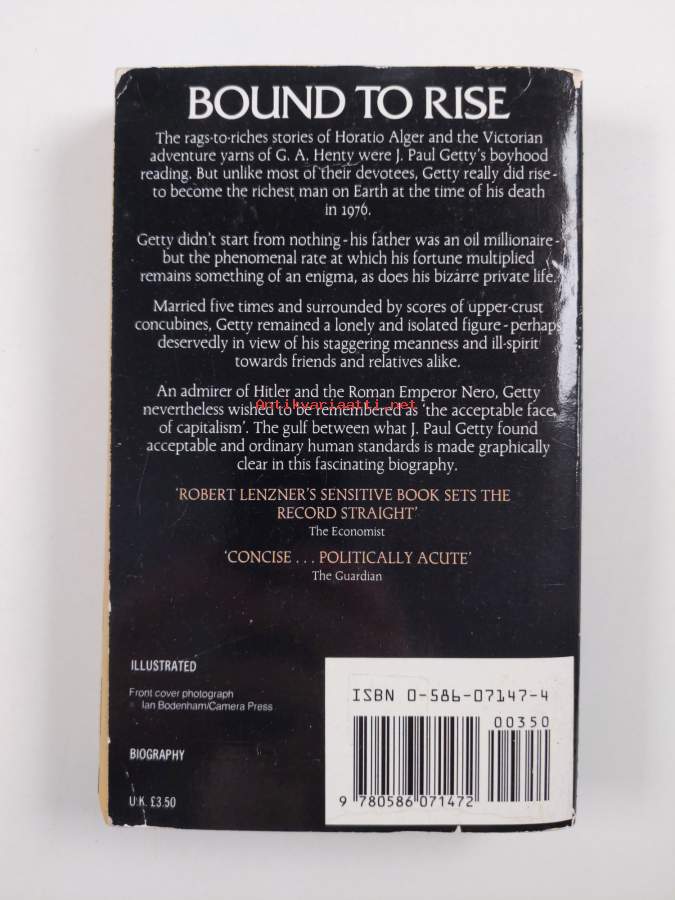 BOUND TO RISE
The rags-to-riches stories of Horatio Alger and the Victorian
adventure yarns of G. A. Henty were J. Paul Getty's boyhood
reading. But unlike most of their devotees, Getty really did rise -
to become the richest man on Earth at the time of his death
in 1976.
Getty didn't start from nothing - his father was an oil millionaire -
but the phenomenal rate at which his fortune multiplied
remains something of an enigma, as does his bizarre private life.
Married five times and surrounded by scores of upper-crust
concubines, Getty remained a lonely and isolated figure - perhaps
deservedly in view of his staggering meanness and ill-spirit
towards friends and relatives alike.
An admirer of Hitler and the Roman Emperor Nero, Getty
Antikvariaatti.net
nevertheless wished to be remembered as 'the acceptable face
of capitalism'. The gulf between what J. Paul Getty found
acceptable and ordinary human standards is made graphically
clear in this fascinating biography.
'ROBERT LENZNER'S SENSITIVE BOOK SETS THE
RECORD STRAIGHT'
The Economist
'CONCISE . . . POLITICALLY ACUTE'
The Guardian
ILLUSTRATED
Front cover photograph
Ian Bodenham/Camera Press
BIOGRAPHY
U.K. £3.50
ISBN 0-586-07147-4
00350
9 780586 071472